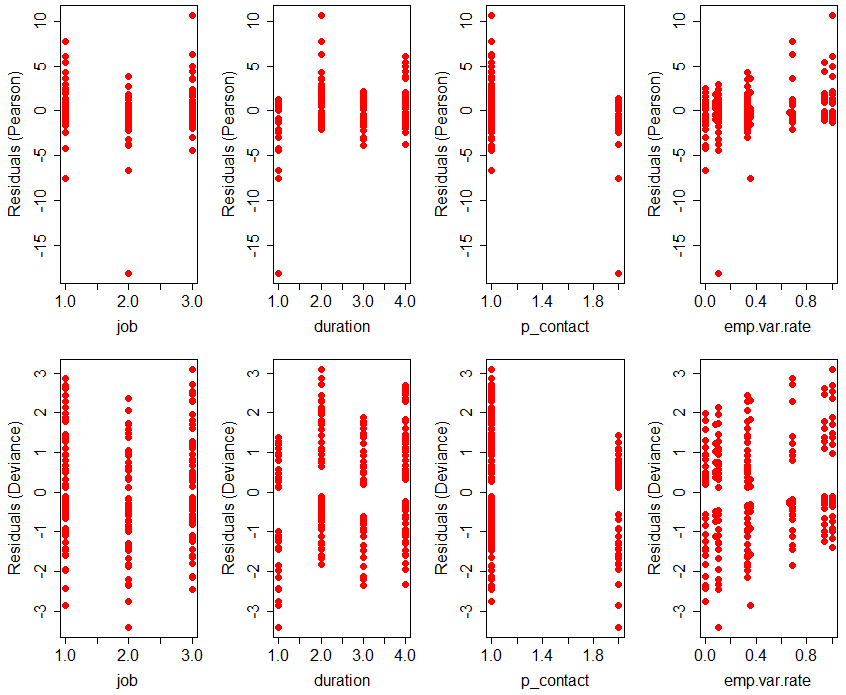 Residuals (Pearson)
10
5
0
-5
-10
-15
1.0 2.0 3.0
job
Residuals (Pearson)
10
5
0
-5
-10
-15
1.0 2.0 3.0 4.0
duration
Residuals (Pearson)
10
5
0
-5
-10
-15
1.0 1.4 1.8
p_contact
Residuals (Pearson)
10
5
0
-5
-10
-15
0.0 0.4 0.8
emp.var.rate
Residuals (Deviance)
3
2
1
0
-1
-2
-3
1.0 2.0 3.0
job
Residuals (Deviance)
3
2
1
0
-1
-2
-3
1.0 2.0 3.0 4.0
duration
Residuals (Deviance)
3
2
1
0
-1
-2
-3
1.0 1.4 1.8
p_contact
Residuals (Deviance)
3
2
1
0
-1
-2
-3
0.0 0.4 0.8
emp.var.rate